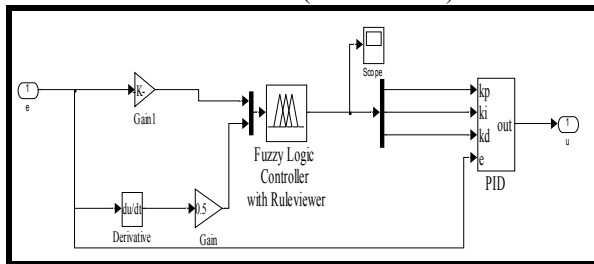 Scope
1
e
-K-
Gain1
Fuzzy Logic
Controller
with Ruleviewer
kp
ki
kd
e
out
PID
1
u
du/dt
Derivative
0.5
Gain